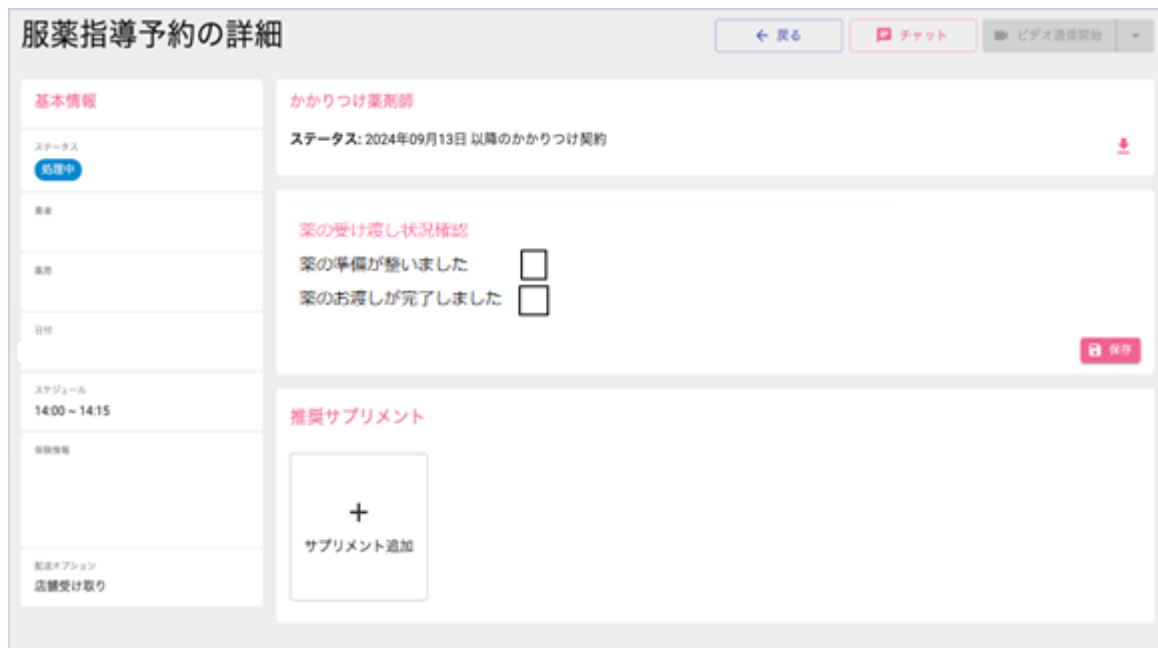 服薬指導予約の詳細
戻る
チャット
ビデオ通信開始
基本情報
ステータス
処理中
患者
薬局
日付
スケジュール
14:00 ~ 14:15
保険情報
配送オプション
店舗受け取り
かかりつけ薬剤師
ステータス: 2024年09月13日 以降のかかりつけ契約
薬の受け渡し状況確認
薬の準備が整いました
薬のお渡しが完了しました
保存
推奨サプリメント
+
サプリメント追加